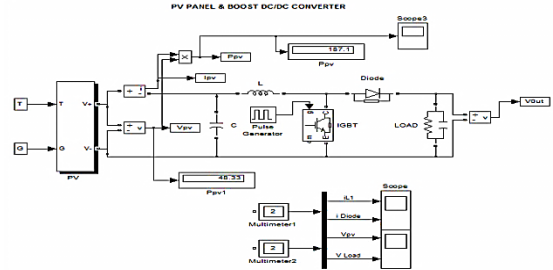 PV PANEL & BOOST DC/DC CONVERTER
Scope3
X
Ppv
187.1
Ppv
Ipv
L
Diode
T
T
V+
+ i
-
Pulse
Generator
IGBT
C
LOAD
+
- v
VOut
G
G
V-
+
- v
Vpv
PV
48.33
Ppv1
Scope
iL1
2
Multimeter1
i Diode
Vpv
2
Multimeter2
V Load